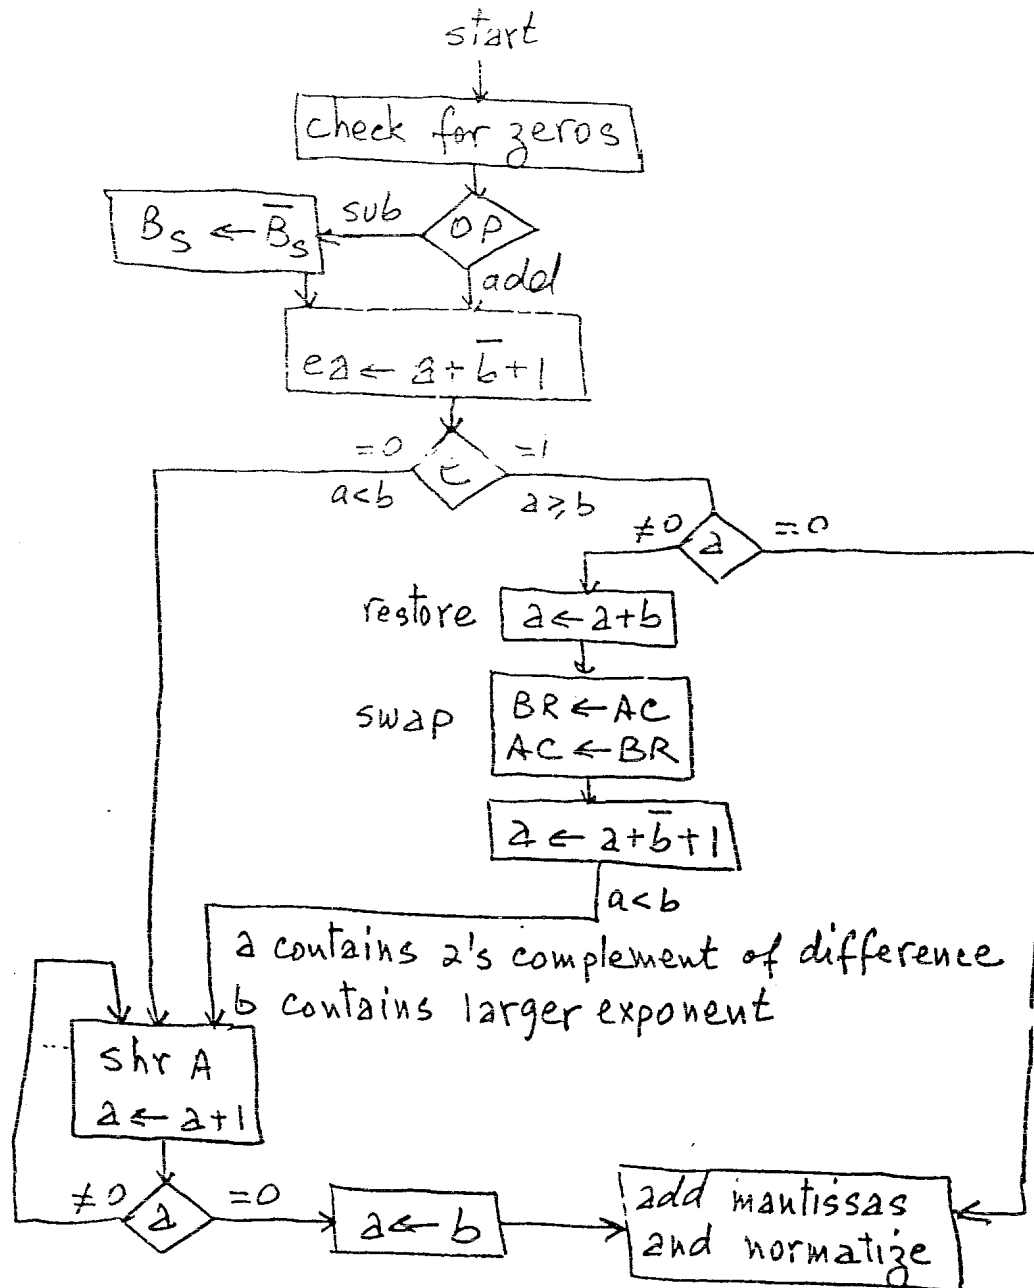 start
check for zeros
OP
sub
B̅s
Bs ← B̅s
add
ea ← a + b̅ + 1
=0
=1
a<b
a≥b
≠0
a
=0
restore
a ← a+b
swap
BR ← AC
AC ← BR
a ← a+b̅+1
a<b
a contains 2's complement of difference
b contains larger exponent
shr A
a ← a+1
≠0
a
=0
a ← b
add mantissas
and normatize